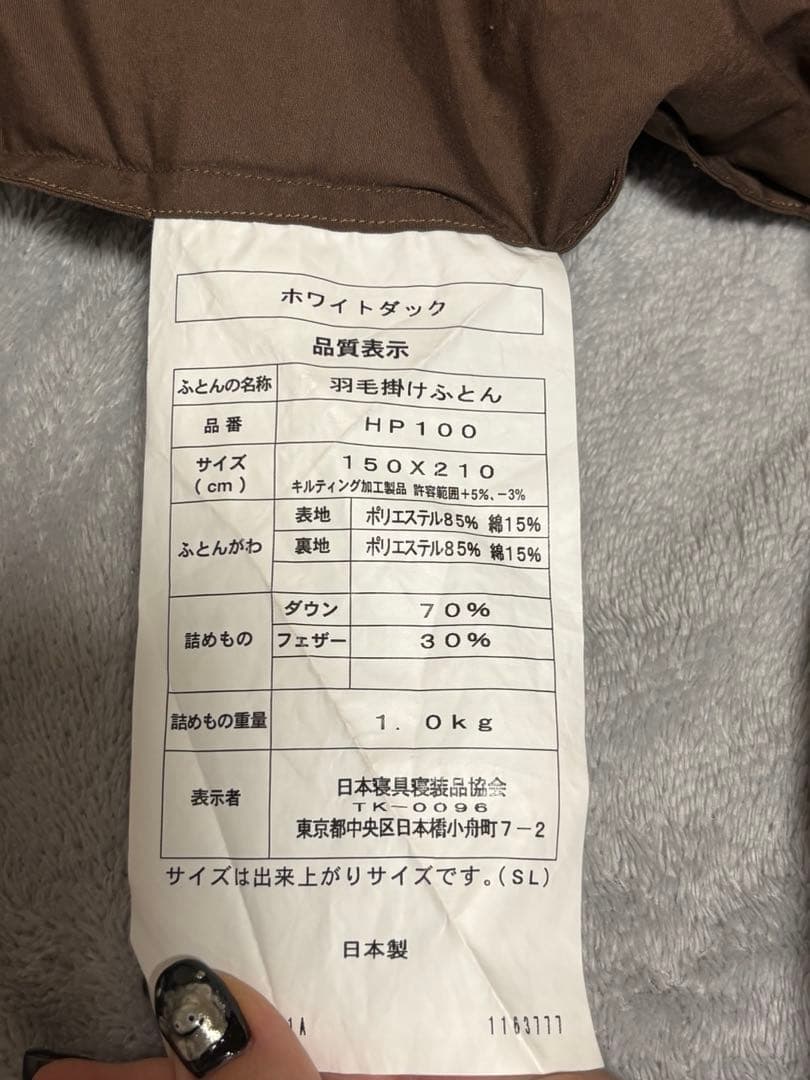 ホワイトダック
品質表示
ふとんの名称 羽毛掛けふとん
品番 HP100
サイズ (cm) 150X210
キルティング加工製品 許容範囲+5%、-3%
ふとんがわ 表地 ポリエステル85% 綿15%
裏地 ポリエステル85% 綿15%
詰めもの ダウン 70%
フェザー 30%
詰めもの重量 1.0kg
表示者 日本寝具寝装品協会
TK-0096
東京都中央区日本橋小舟町7-2
サイズは出来上がりサイズです。(SL)
日本製
1A 1163777